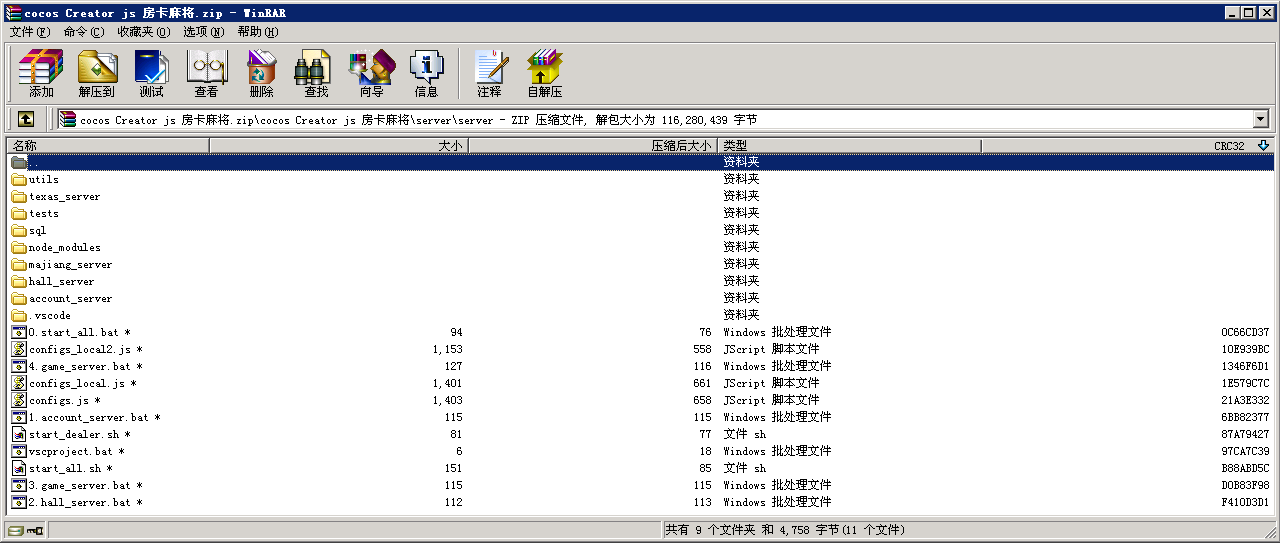 cocos Creator js 房卡麻将.zip - WinRAR
文件(F) 命令(C) 收藏夹(O) 选项(N) 帮助(H)
添加 解压到 测试 查看 删除 查找 向导 信息 注释 自解压
cocos Creator js 房卡麻将.zip\cocos Creator js 房卡麻将\server\server - ZIP 压缩文件, 解包大小为 116,280,439 字节
名称 大小 压缩后大小 类型 CRC32
.. 资料夹
utils 资料夹
texas_server 资料夹
tests 资料夹
sql 资料夹
node_modules 资料夹
majiang_server 资料夹
hall_server 资料夹
account_server 资料夹
.vscode 资料夹
0.start_all.bat * 94 76 Windows 批处理文件 0C66CD37
configs_local2.js * 1,153 558 JScript 脚本文件 10E939BC
4.game_server.bat * 127 116 Windows 批处理文件 1346F6D1
configs_local.js * 1,401 661 JScript 脚本文件 1E579C7C
configs.js * 1,403 658 JScript 脚本文件 21A3E332
1.account_server.bat * 115 115 Windows 批处理文件 6BB82377
start_dealer.sh * 81 77 文件 sh 87A79427
vscproject.bat * 6 18 Windows 批处理文件 97CA7C39
start_all.sh * 151 85 文件 sh B88ABD5C
3.game_server.bat * 115 115 Windows 批处理文件 D0B83F98
2.hall_server.bat * 112 113 Windows 批处理文件 F410D3D1
共有 9 个文件夹 和 4,758 字节(11 个文件)